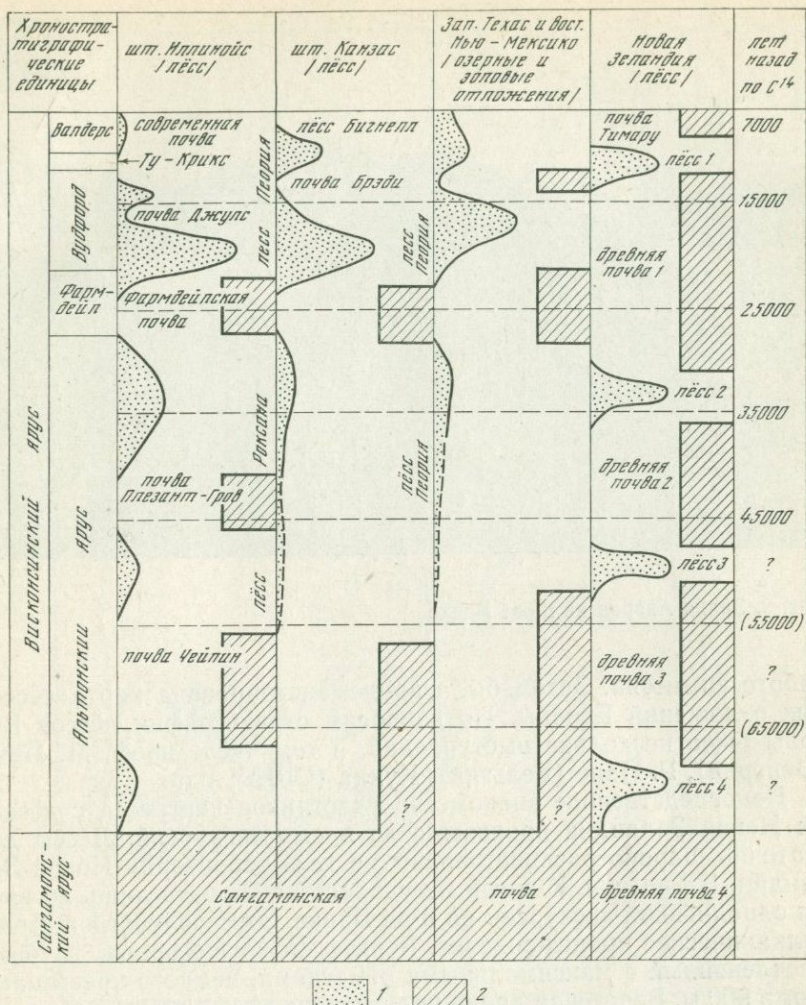 Хроностра-
тиграфи-
ческие
единицы
шт. Иллинойс
/лёсс/
шт. Канзас
/лёсс/
Зап. Техас и Вост.
Нью-Мексико
/озерные и
эоловые
отложения/
Новая
Зеландия
/лёсс/
лет
назад
по C14
Висконсинский ярус
Валдерс
Ту-Крикс
Вудфорд
Фарм-
дейл
Альтонский ярус
Сангамонс-
кий ярус
современная
почва
почва Джулс
Фармдейлская
почва
почва
Плезант-Гров
почва Чейпин
лёсс Пеория
лёсс Роксана
лёсс Бигнелл
почва Брэди
?
лёсс
Пеория
лёсс
Пеория
?
почва
Тимару
лёсс 1
древняя
почва 1
лёсс 2
древняя
почва 2
лёсс 3
древняя
почва 3
лёсс 4
7000
15000
25000
35000
45000
?
(55000)
?
(65000)
?
Сангамонская
почва
древняя почва 4
1
2